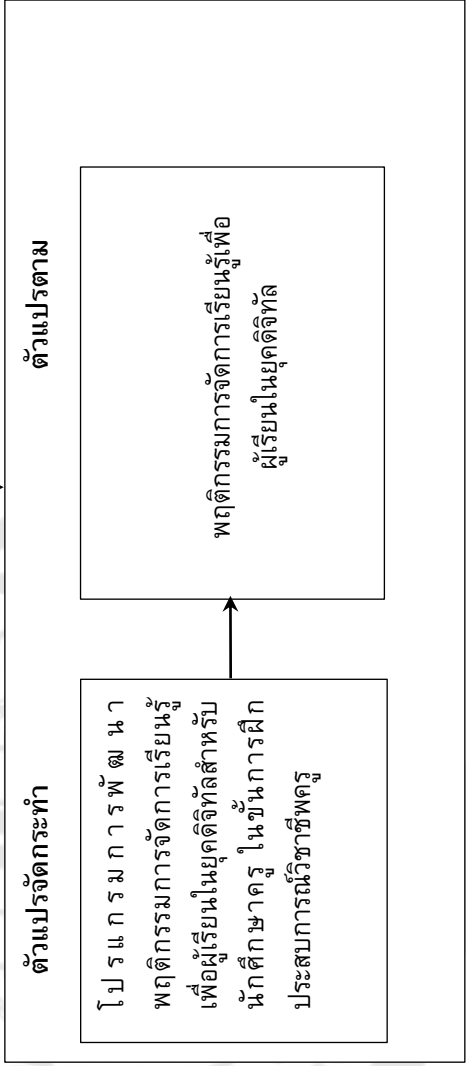 ตัวแปรจัดกระทำ
โปรแกรมการพัฒนา
พฤติกรรมการจัดการเรียนรู้
เพื่อผู้เรียนในยุคดิจิทัลสำหรับ
นักศึกษาครู ในขั้นการฝึก
ประสบการณ์วิชาชีพครู
ตัวแปรตาม
พฤติกรรมการจัดการเรียนรู้เพื่อ
ผู้เรียนในยุคดิจิทัล